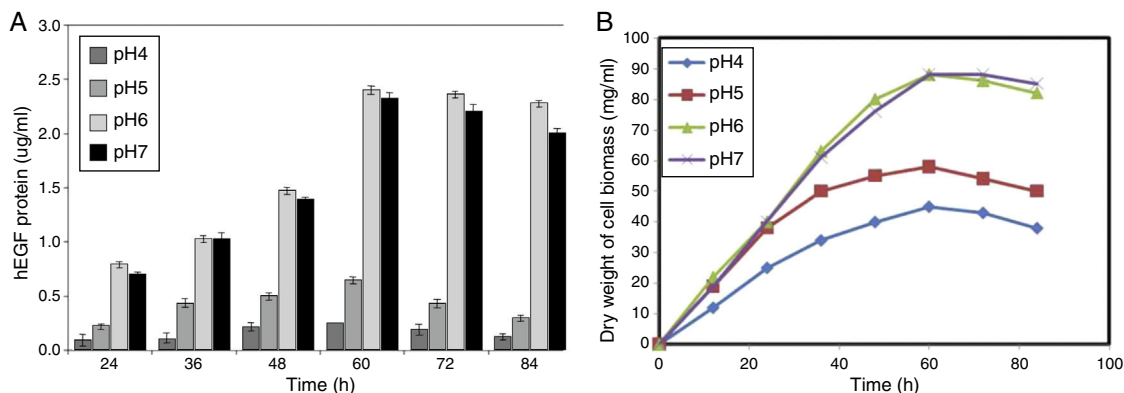 A
3.0
2.5
2.0
1.5
1.0
0.5
0.0
hEGF protein (ug/ml)
pH4
pH5
pH6
pH7
24 36 48 60 72 84
Time (h)
B
100
90
80
70
60
50
40
30
20
10
0
Dry weight of cell biomass (mg/ml)
pH4
pH5
pH6
pH7
0 20 40 60 80 100
Time (h)